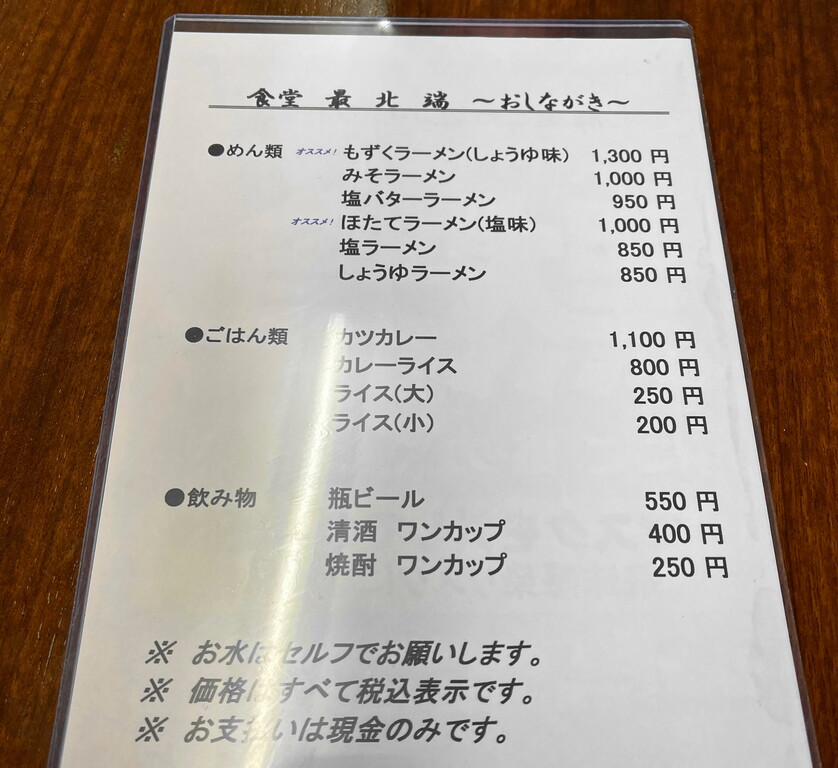 食堂 最北端 ～おしながき～
●めん類 オススメ! もずくラーメン(しょうゆ味) 1,300 円
みそラーメン 1,000 円
塩バターラーメン 950 円
オススメ! ほたてラーメン(塩味) 1,000 円
塩ラーメン 850 円
しょうゆラーメン 850 円
●ごはん類 カツカレー 1,100 円
カレーライス 800 円
ライス(大) 250 円
ライス(小) 200 円
●飲み物 瓶ビール 550 円
清酒 ワンカップ 400 円
焼酎 ワンカップ 250 円
※ お水はセルフでお願いします。
※ 価格はすべて税込表示です。
※ お支払いは現金のみです。